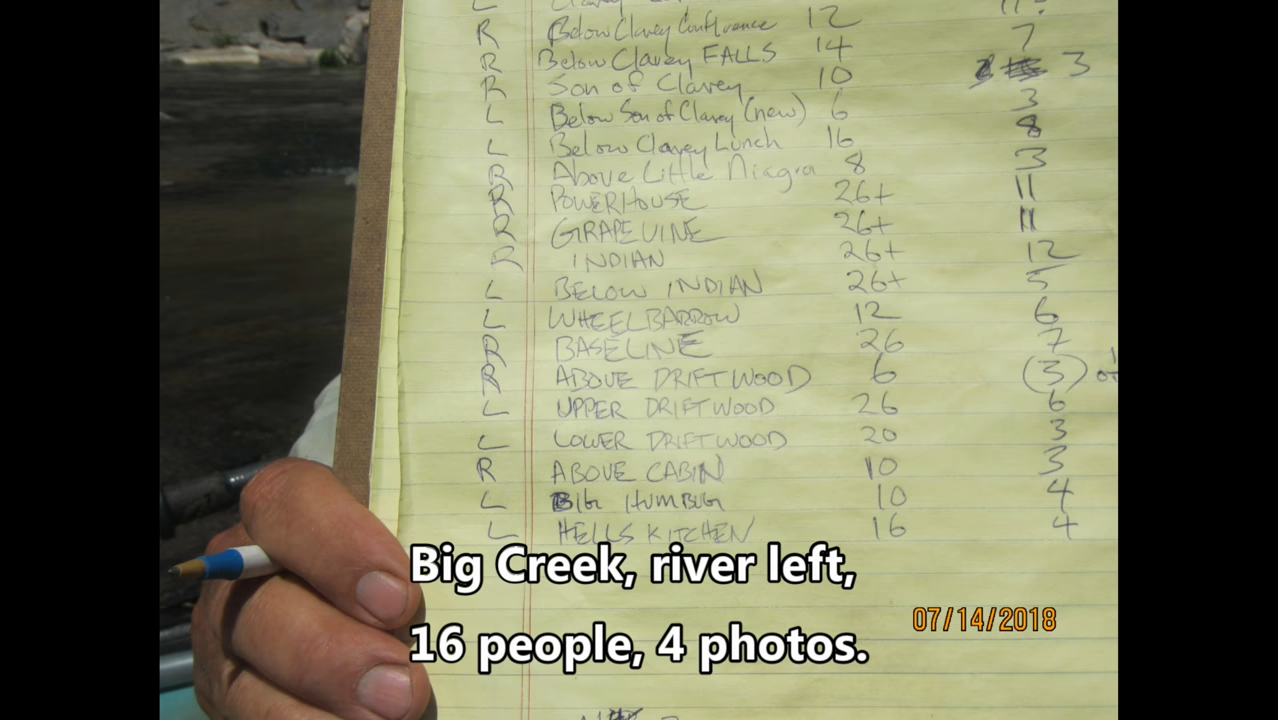 L Clavey
R Below Clavey Confluence 12 7
R Below Clavey FALLS 14
R Son of Clavey 10 3
L Below Son of Clavey (new) 6 3
L Below Clavey Lunch 16 8
R Above Little Niagra 8 3
R POWERHOUSE 26+ 11
R GRAPEVINE 26+ 11
R INDIAN 26+ 12
L BELOW INDIAN 26+ 5
L WHEELBARROW 12 6
R BASELINE 26 7
R ABOVE DRIFTWOOD 6 (3) or
L UPPER DRIFTWOOD 26 6
L LOWER DRIFTWOOD 20 3
R ABOVE CABIN 10 3
L BIG HUMBUG 10 4
L HELLS KITCHEN 16 4
Big Creek, river left,
16 people, 4 photos.
07/14/2018